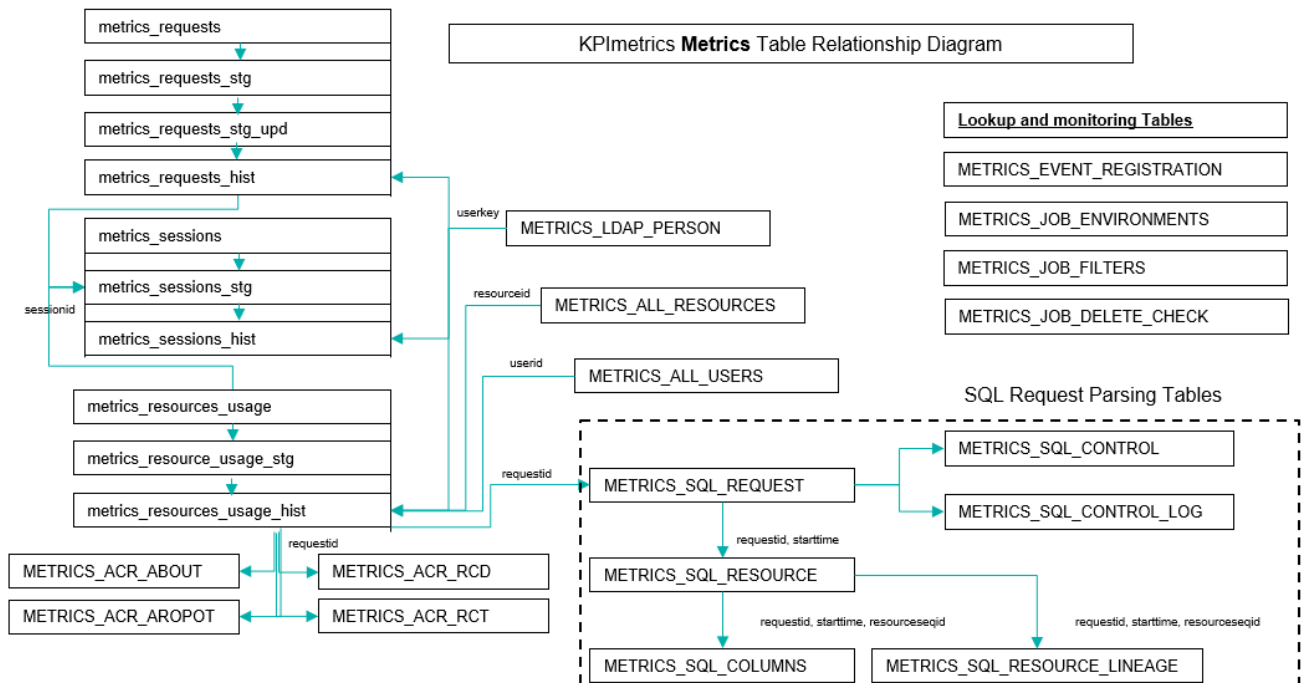 metrics_requests
KPImetrics Metrics Table Relationship Diagram
metrics_requests_stg
metrics_requests_stg_upd
metrics_requests_hist
Lookup and monitoring Tables
METRICS_EVENT_REGISTRATION
METRICS_JOB_ENVIRONMENTS
METRICS_JOB_FILTERS
METRICS_JOB_DELETE_CHECK
userkey
METRICS_LDAP_PERSON
metrics_sessions
metrics_sessions_stg
sessionid
metrics_sessions_hist
resourceid
METRICS_ALL_RESOURCES
userid
METRICS_ALL_USERS
metrics_resources_usage
metrics_resource_usage_stg
metrics_resources_usage_hist
requestid
METRICS_ACR_ABOUT
METRICS_ACR_RCD
METRICS_ACR_AROPOT
METRICS_ACR_RCT
SQL Request Parsing Tables
requestid
METRICS_SQL_REQUEST
METRICS_SQL_CONTROL
METRICS_SQL_CONTROL_LOG
requestid, starttime
METRICS_SQL_RESOURCE
requestid, starttime, resourceseqid
requestid, starttime, resourceseqid
METRICS_SQL_COLUMNS
METRICS_SQL_RESOURCE_LINEAGE